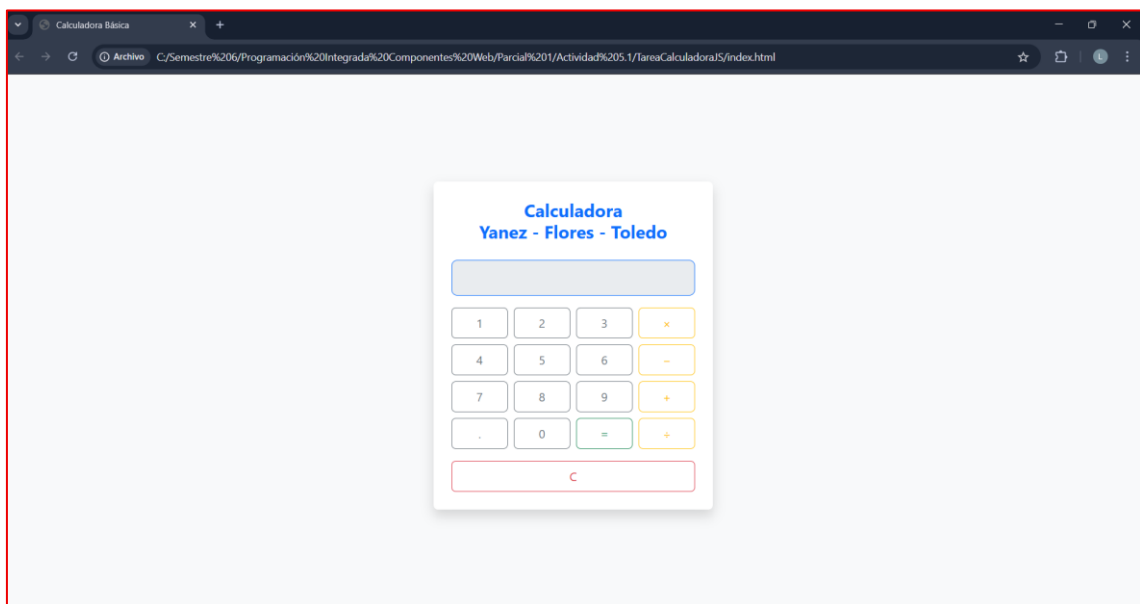 Calculadora Básica
Archivo C:/Semestre%206/Programación%20Integrada%20Componentes%20Web/Parcial%201/Actividad%205.1/TareaCalculadoraJS/index.html
L
Calculadora
Yanez - Flores - Toledo
1 2 3 ×
4 5 6 −
7 8 9 +
. 0 = ÷
C